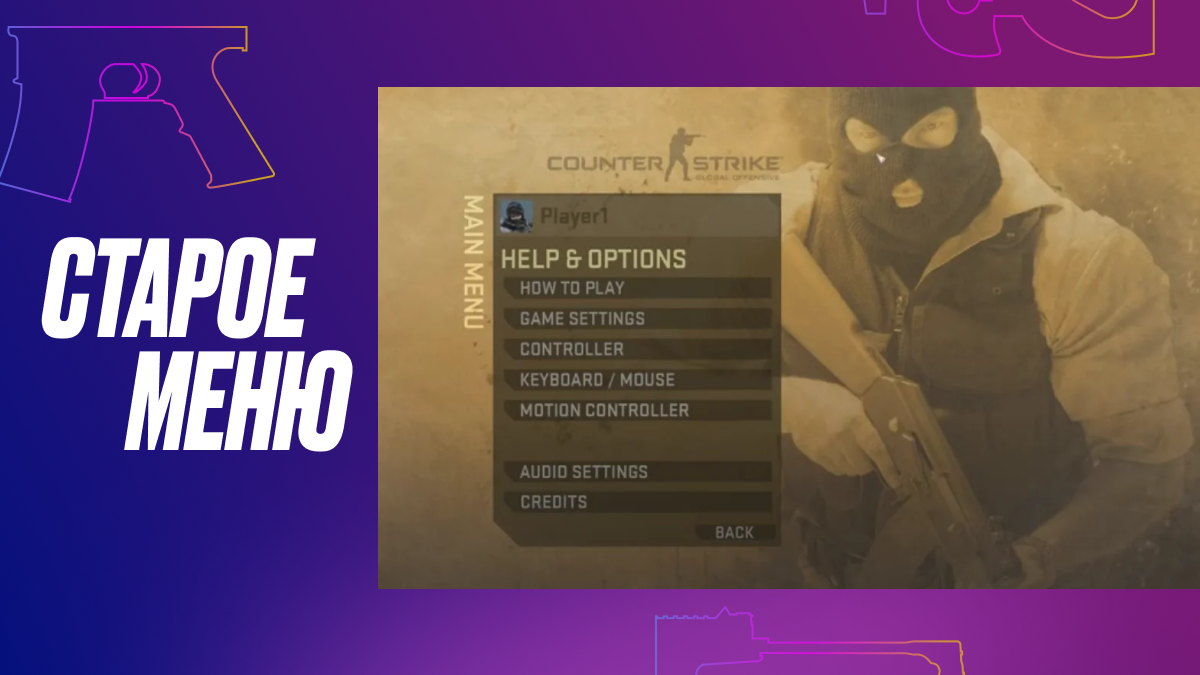 СТАРОЕ
МЕНЮ
COUNTER STRIKE
GLOBAL OFFENSIVE
MAIN MENU
Player1
HELP & OPTIONS
HOW TO PLAY
GAME SETTINGS
CONTROLLER
KEYBOARD / MOUSE
MOTION CONTROLLER
AUDIO SETTINGS
CREDITS
BACK